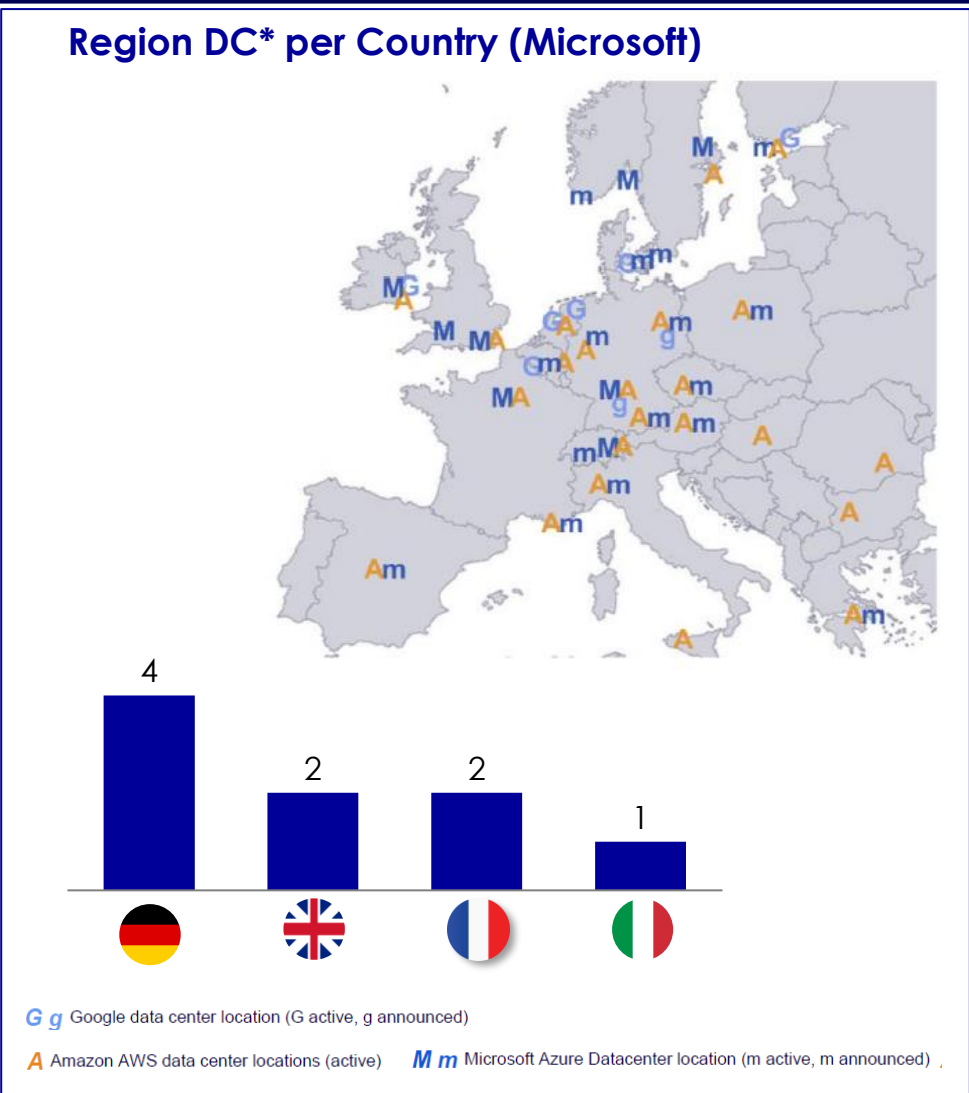 Region DC* per Country (Microsoft)
M
m A G
A
M
m
G m m
M G
A
G
G A
A m
g
A m
M
M A
m
A
G m A
M A
M A
g
A m
A m
A m
A
m M A
A m
A
A
A m
A m
A m
A
4
2
2
1
G g Google data center location (G active, g announced)
A Amazon AWS data center locations (active) M m Microsoft Azure Datacenter location (m active, m announced)